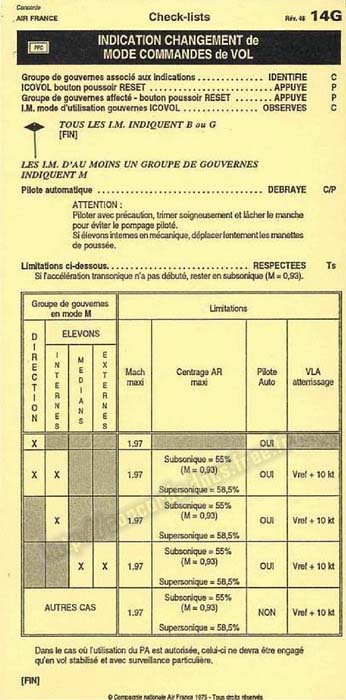 Concorde
AIR FRANCE
Check-lists
Rév. 46 14G
PFC
INDICATION CHANGEMENT de
MODE COMMANDES de VOL
Groupe de gouvernes associé aux indications ........ IDENTIFIE C
ICOVOL bouton poussoir RESET ........ APPUYE P
Groupe de gouvernes affecté - bouton poussoir RESET ........ APPUYE P
I.M. mode d'utilisation gouvernes ICOVOL ........ OBSERVES C
TOUS LES I.M. INDIQUENT B ou G
[FIN]
LES I.M. D'AU MOINS UN GROUPE DE GOUVERNES
INDIQUENT M
Pilote automatique ........ DEBRAYE C/P
ATTENTION :
Piloter avec précaution, trimer soigneusement et lâcher le manche
pour éviter le pompage piloté.
Si élevons internes en mécanique, déplacer lentement les manettes
de poussée.
Limitations ci-dessous ........ RESPECTEES Ts
Si l'accélération transonique n'a pas débuté, rester en subsonique (M = 0,93).
Groupe de gouvernes
en mode M
Limitations
DIRECTION
ELEVONS
INTERNES
MEDIANS
EXTERNES
Mach
maxi
Centrage AR
maxi
Pilote
Auto
VLA
atterrissage
X 1.97 OUI
X X 1.97 Subsonique = 55%
(M = 0,93)
Supersonique = 58,5% OUI Vref + 10 kt
X 1.97 Subsonique = 55%
(M = 0,93)
Supersonique = 58,5% OUI Vref + 10 kt
X X 1.97 Subsonique = 55%
(M = 0,93)
Supersonique = 58,5% OUI Vref + 10 kt
AUTRES CAS 1.97 Subsonique = 55%
(M = 0,93)
Supersonique = 58,5% NON Vref + 10 kt
Dans le cas où l'utilisation du PA est autorisée, celui-ci ne devra être engagé
qu'en vol stabilisé et avec surveillance particulière.
[FIN]
© Compagnie nationale Air France 1975 - Tous droits réservés